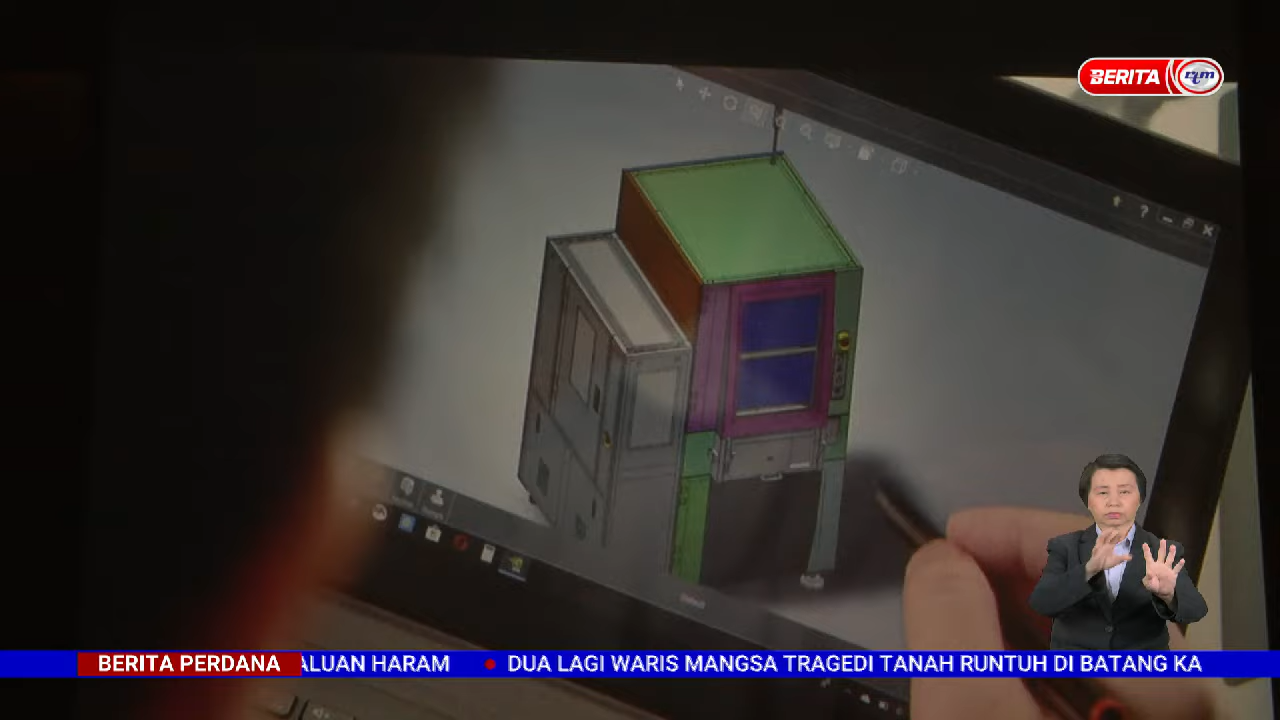 BERITA rtm
BERITA PERDANA ALUAN HARAM • DUA LAGI WARIS MANGSA TRAGEDI TANAH RUNTUH DI BATANG KA